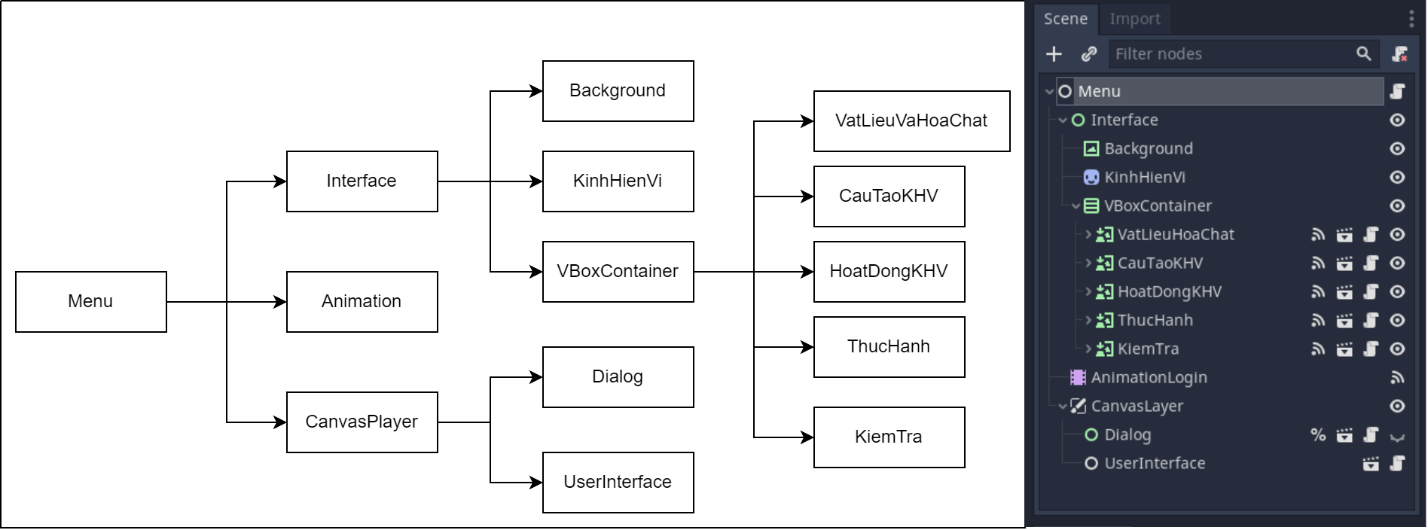 Menu
Interface
Animation
CanvasPlayer
Background
KinhHienVi
VBoxContainer
Dialog
UserInterface
VatLieuVaHoaChat
CauTaoKHV
HoatDongKHV
ThucHanh
KiemTra
Scene Import
Filter nodes
Menu
Interface
Background
KinhHienVi
VBoxContainer
VatLieuHoaChat
CauTaoKHV
HoatDongKHV
ThucHanh
KiemTra
AnimationLogin
CanvasLayer
Dialog %
UserInterface